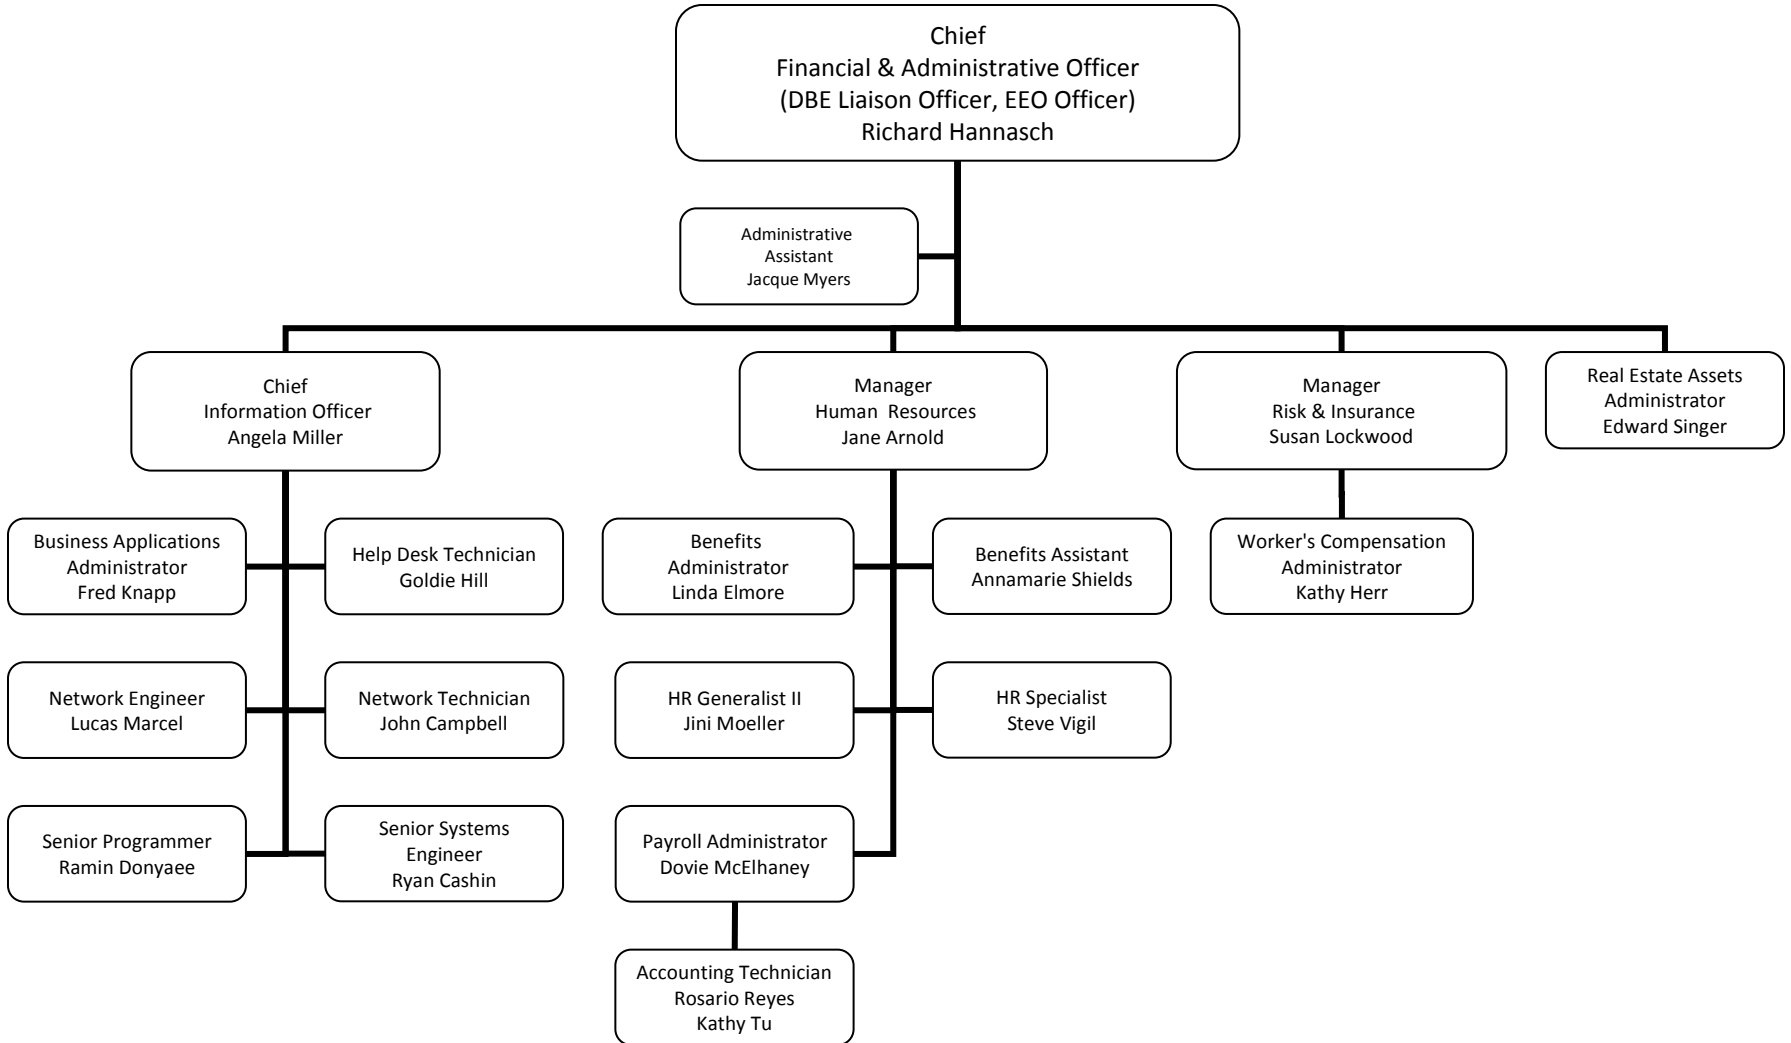 Chief
Financial & Administrative Officer
(DBE Liaison Officer, EEO Officer)
Richard Hannasch
Administrative
Assistant
Jacque Myers
Chief
Information Officer
Angela Miller
Manager
Human Resources
Jane Arnold
Manager
Risk & Insurance
Susan Lockwood
Real Estate Assets
Administrator
Edward Singer
Business Applications
Administrator
Fred Knapp
Help Desk Technician
Goldie Hill
Benefits
Administrator
Linda Elmore
Benefits Assistant
Annamarie Shields
Worker's Compensation
Administrator
Kathy Herr
Network Engineer
Lucas Marcel
Network Technician
John Campbell
HR Generalist II
Jini Moeller
HR Specialist
Steve Vigil
Senior Programmer
Ramin Donyaee
Senior Systems
Engineer
Ryan Cashin
Payroll Administrator
Dovie McElhaney
Accounting Technician
Rosario Reyes
Kathy Tu